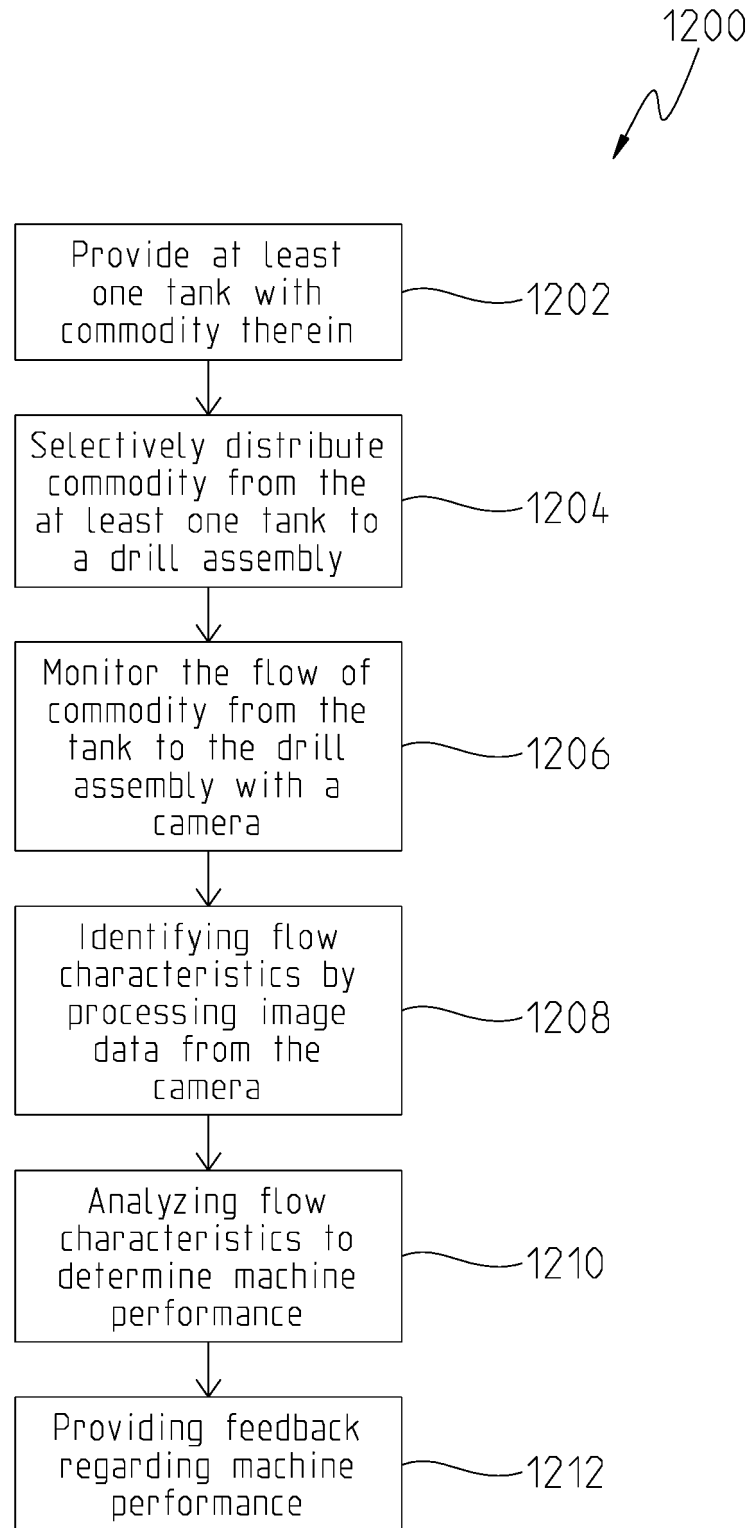 1200
Provide at least
one tank with
commodity therein
1202
Selectively distribute
commodity from the
at least one tank to
a drill assembly
1204
Monitor the flow of
commodity from the
tank to the drill
assembly with a
camera
1206
Identifying flow
characteristics by
processing image
data from the
camera
1208
Analyzing flow
characteristics to
determine machine
performance
1210
Providing feedback
regarding machine
performance
1212